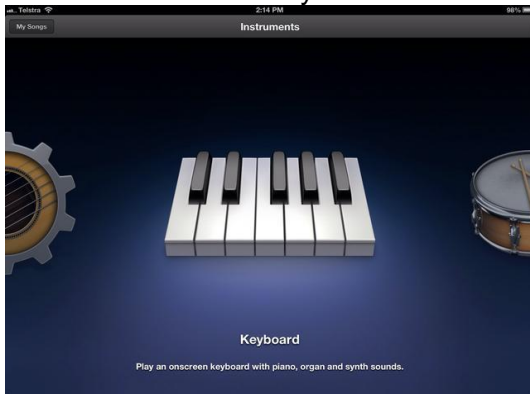 Telstra 2:14 PM 98%
My Songs Instruments
Keyboard
Play an onscreen keyboard with piano, organ and synth sounds.